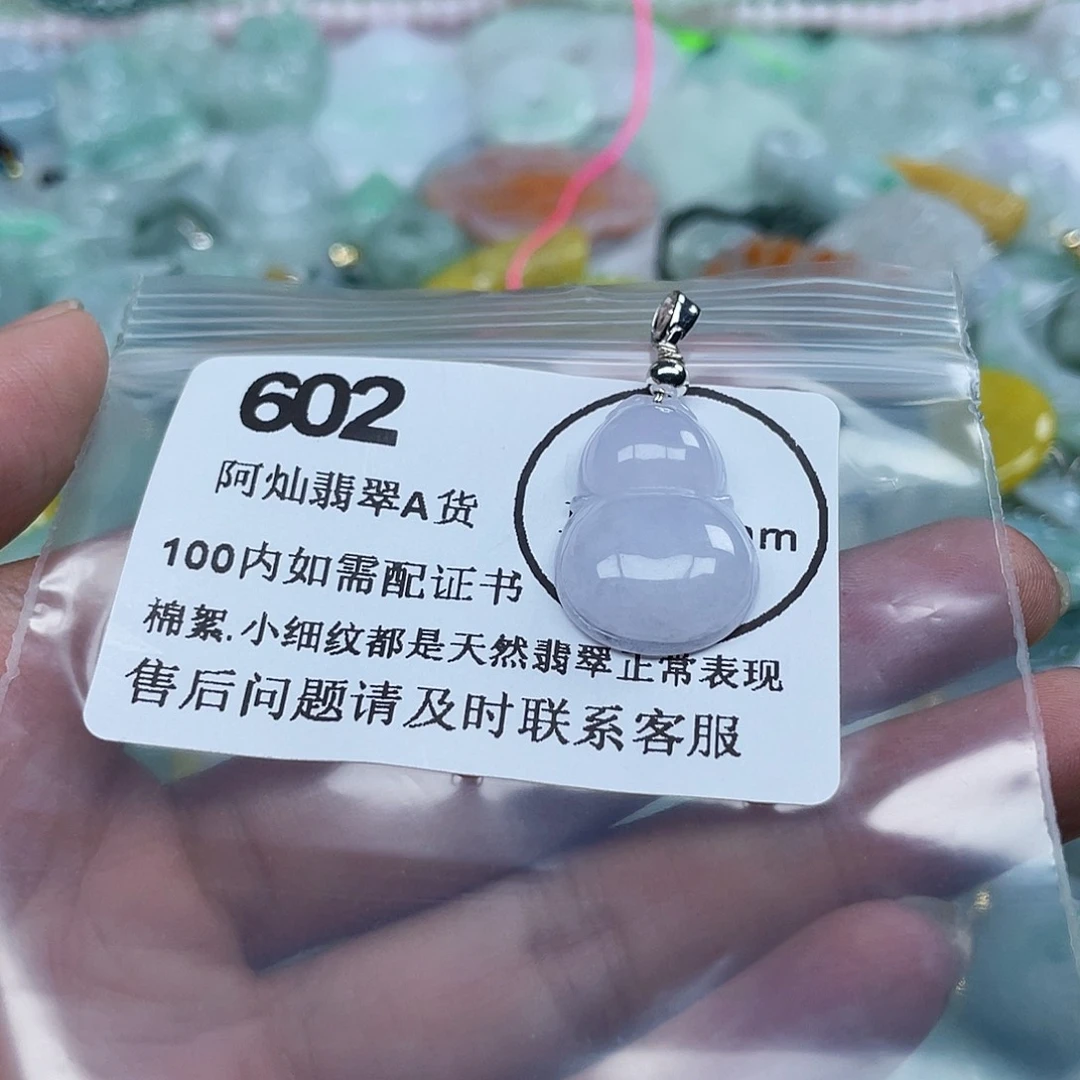 602
阿灿翡翠A货
100内如需配证书
棉絮.小细纹都是天然翡翠正常表现
售后问题请及时联系客服